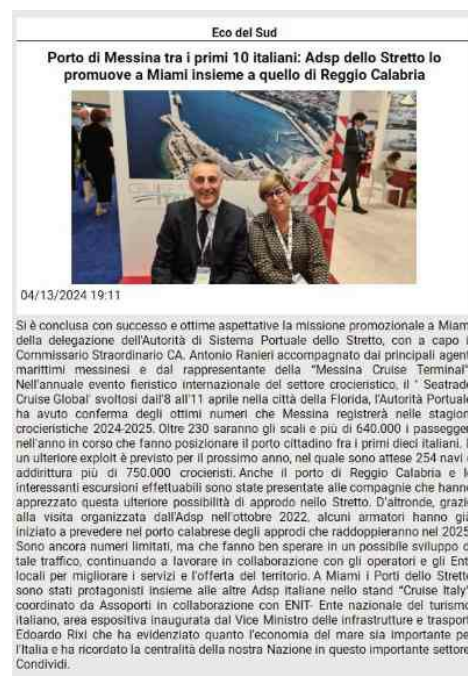 Eco del Sud
Porto di Messina tra i primi 10 italiani: Adsp dello Stretto lo
promuove a Miami insieme a quello di Reggio Calabria
04/13/2024 19:11
Si è conclusa con successo e ottime aspettative la missione promozionale a Miami
della delegazione dell'Autorità di Sistema Portuale dello Stretto, con a capo i
Commissario Straordinario CA. Antonio Ranieri accompagnato dai principali agent
marittimi messinesi e dal rappresentante della "Messina Cruise Terminal"
Nell'annuale evento fieristico internazionale del settore crocieristico, il ' Seatrade
Cruise Global' svoltosi dall'8 all'11 aprile nella città della Florida, l'Autorità Portuale
ha avuto conferma degli ottimi numeri che Messina registrerà nelle stagion
crocieristiche 2024-2025. Oltre 230 saranno gli scali e più di 640.000 i passegger
nell'anno in corso che fanno posizionare il porto cittadino fra i primi dieci italiani.
un ulteriore exploit è previsto per il prossimo anno, nel quale sono attese 254 navi
addirittura più di 750.000 crocieristi. Anche il porto di Reggio Calabria e l
interessanti escursioni effettuabili sono state presentate alle compagnie che hanno
apprezzato questa ulteriore possibilità di approdo nello Stretto. D'altronde, grazi
alla visita organizzata dall'Adsp nell'ottobre 2022, alcuni armatori hanno già
iniziato a prevedere nel porto calabrese degli approdi che raddoppieranno nel 2025
Sono ancora numeri limitati, ma che fanno ben sperare in un possibile sviluppo d
tale traffico, continuando a lavorare in collaborazione con gli operatori e gli Ent
locali per migliorare i servizi e l'offerta del territorio. A Miami i Porti dello Strett
sono stati protagonisti insieme alle altre Adsp italiane nello stand "Cruise Italy"
coordinato da Assoporti in collaborazione con ENIT- Ente nazionale del turismo
italiano, area espositiva inaugurata dal Vice Ministro delle infrastrutture e trasport
Edoardo Rixi che ha evidenziato quanto l'economia del mare sia importante pe
l'Italia e ha ricordato la centralità della nostra Nazione in questo importante settore
Condividi.